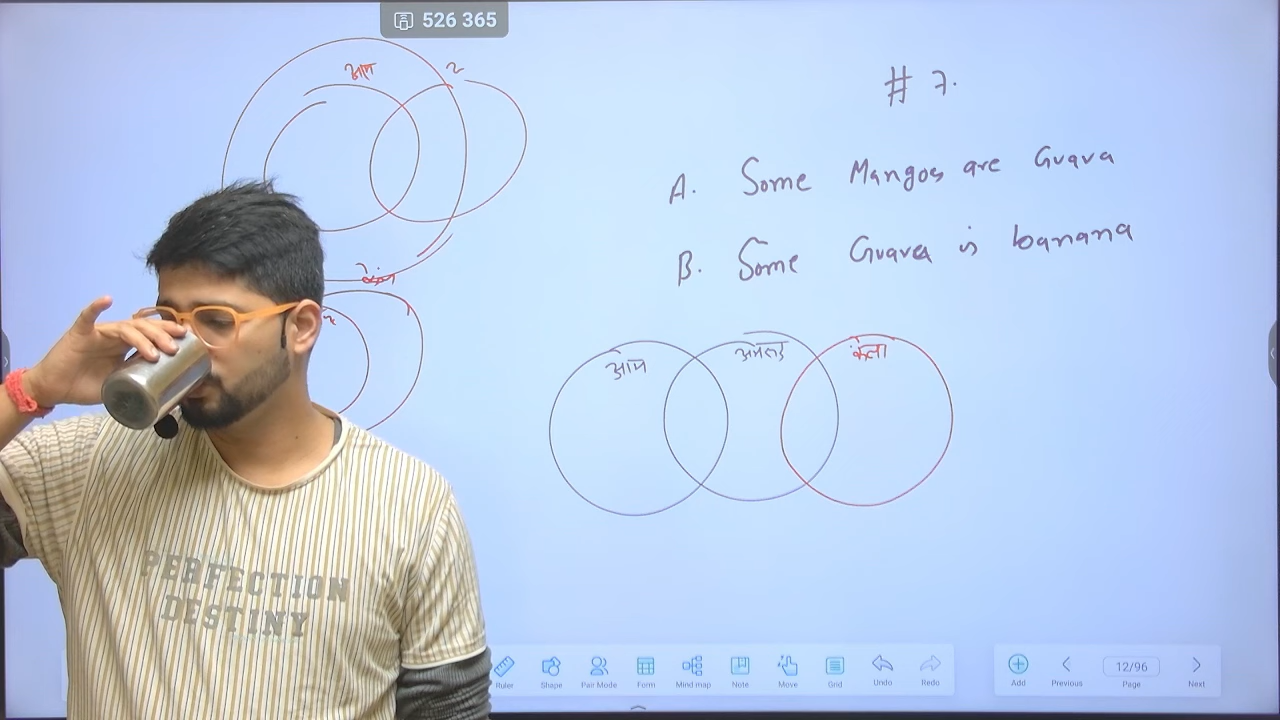 526 365
आम
# 7.
A. Some Mangos are Guava
B. Some Guava is banana
आम
अमरूद
केला
PERFECTION
DESTINY
Ruler
Shape
Pair Mode
Form
Mind map
Note
Move
Grid
Undo
Redo
Add
Previous
12/96
Page
Next